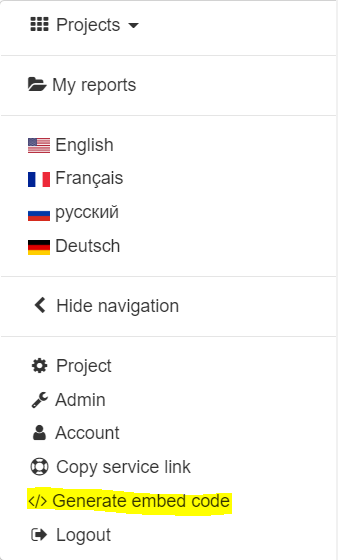 Projects
My reports
English
Français
русский
Deutsch
Hide navigation
Project
Admin
Account
Copy service link
</> Generate embed code
Logout